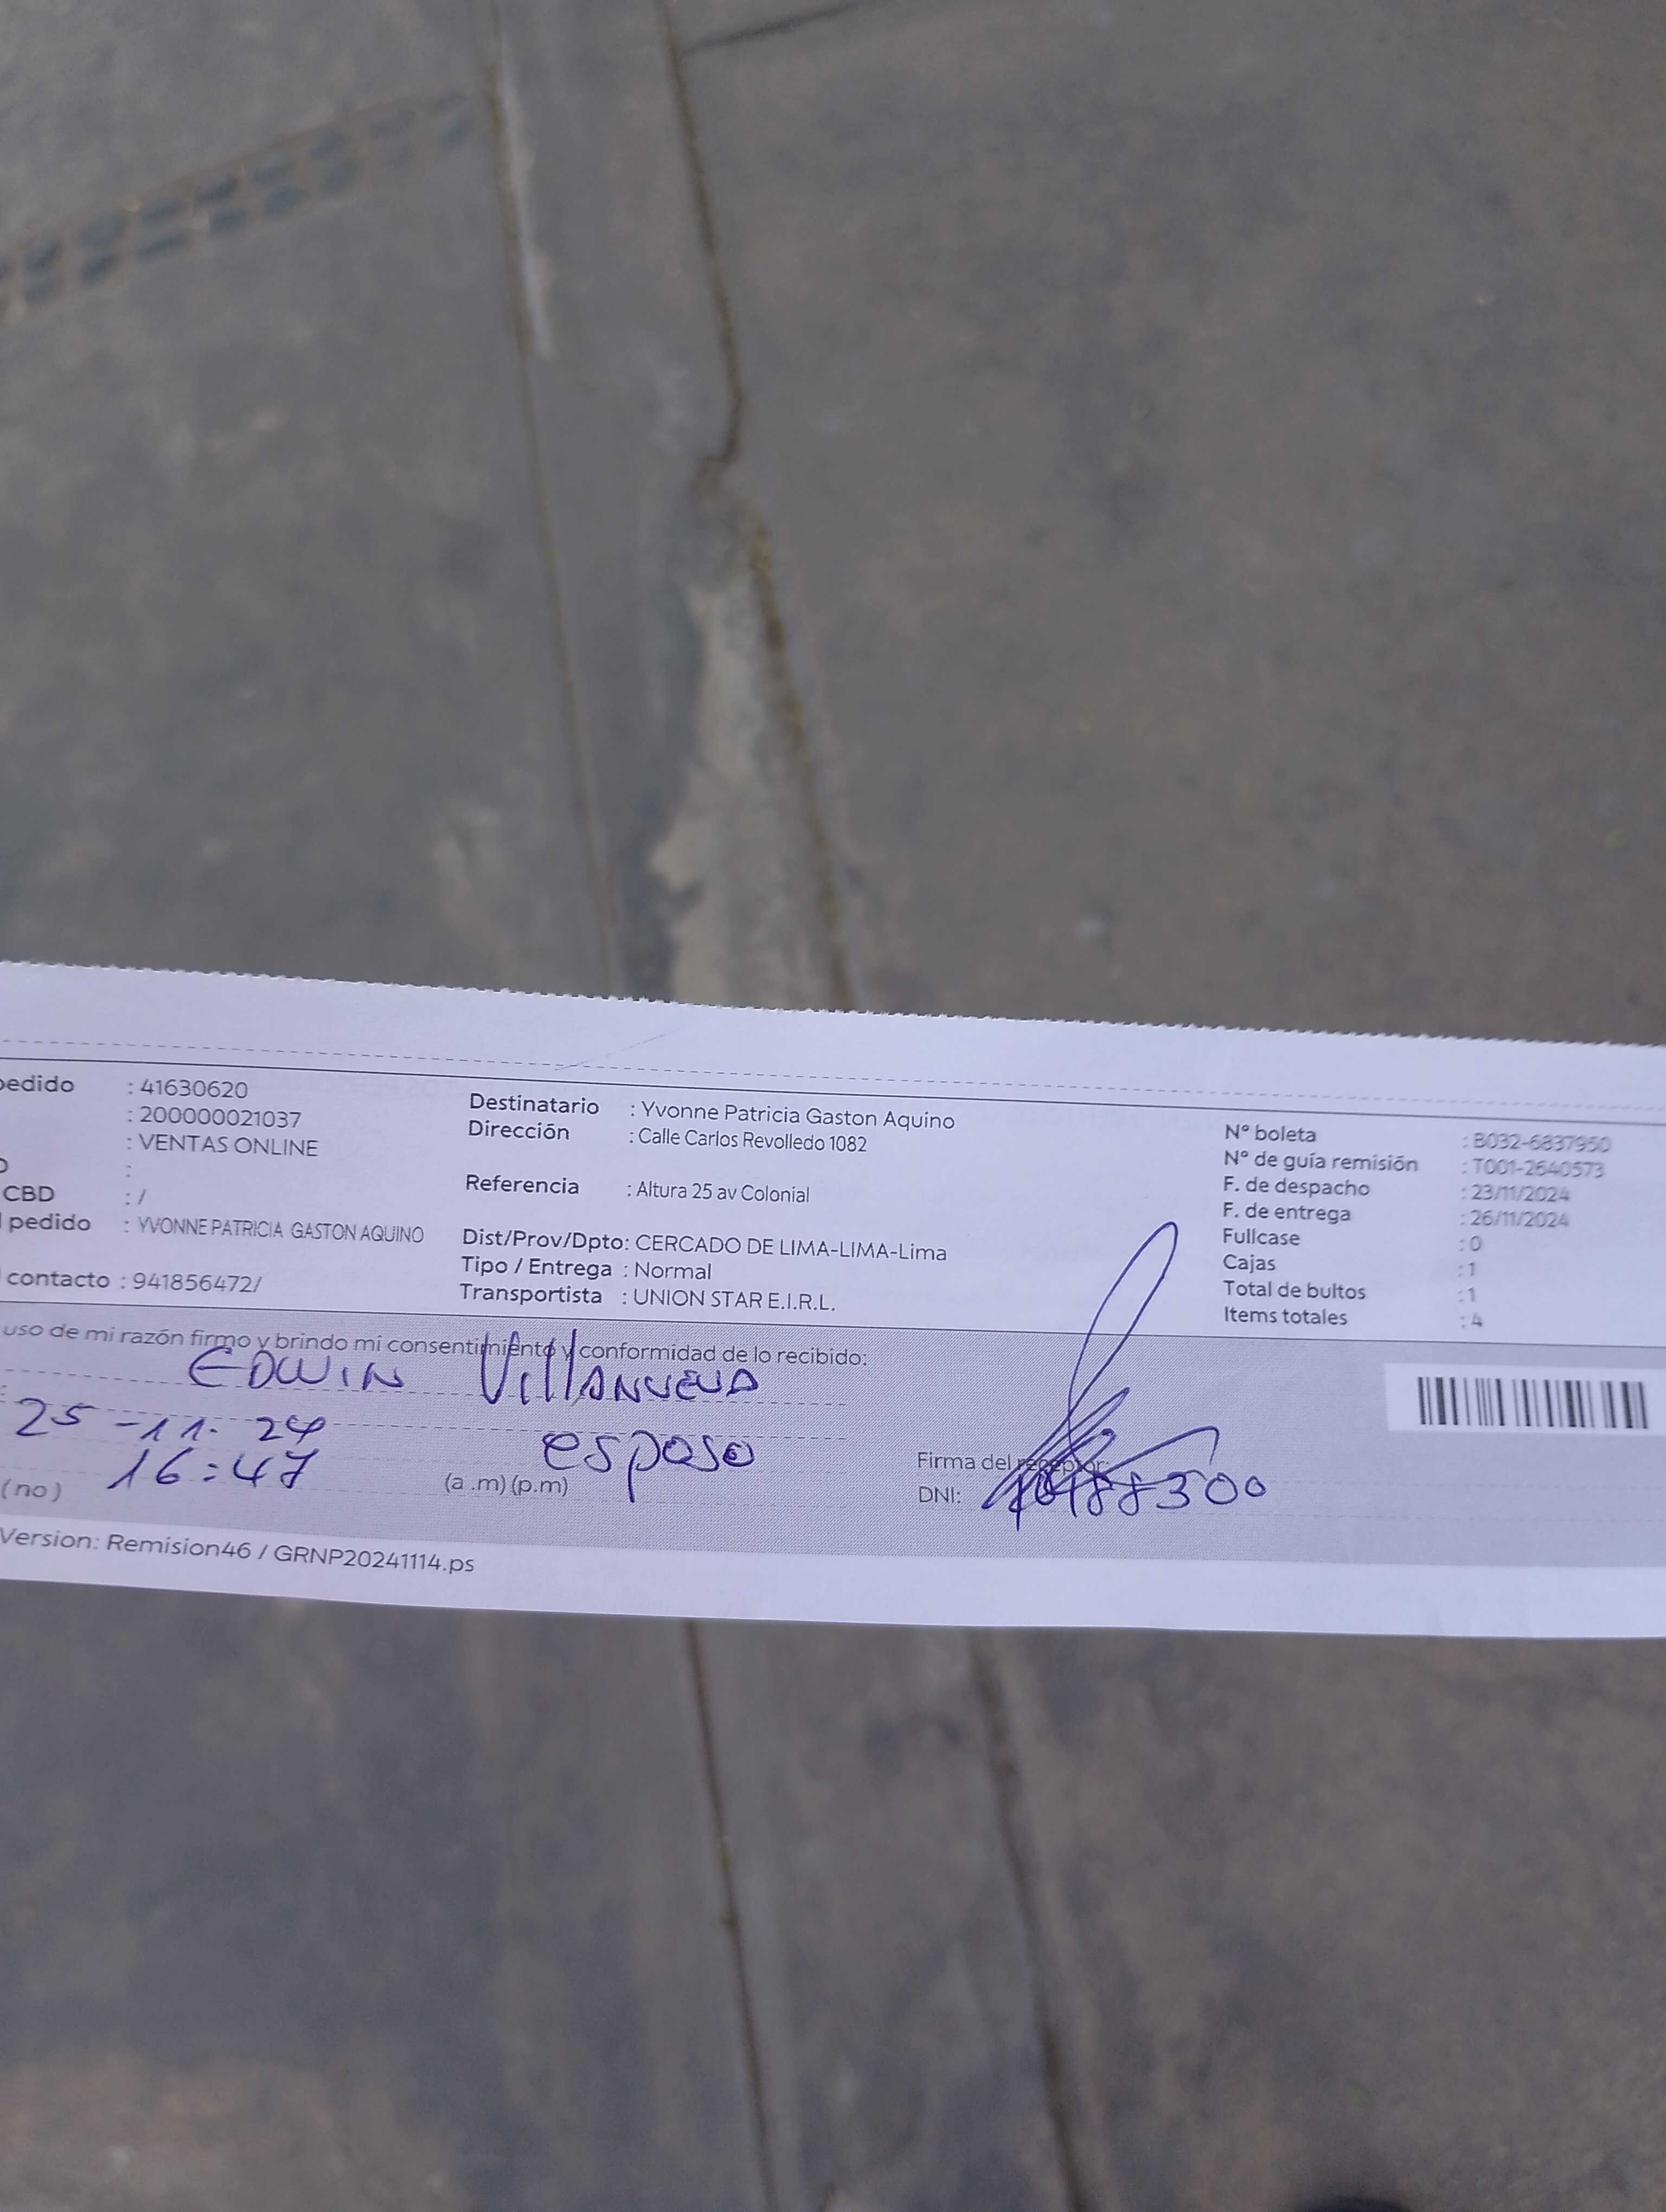 pedido : 41630620
: 200000021037
: VENTAS ONLINE
:
CBD : /
pedido : YVONNE PATRICIA GASTON AQUINO
contacto : 941856472/
Destinatario : Yvonne Patricia Gaston Aquino
Dirección : Calle Carlos Revolledo 1082
Referencia : Altura 25 av Colonial
Dist/Prov/Dpto: CERCADO DE LIMA-LIMA-Lima
Tipo / Entrega : Normal
Transportista : UNION STAR E.I.R.L.
N° boleta : B032-6837950
N° de guía remisión : T001-2640573
F. de despacho : 23/11/2024
F. de entrega : 26/11/2024
Fullcase : 0
Cajas : 1
Total de bultos : 1
Items totales : 4
uso de mi razón firmo y brindo mi consentimiento y conformidad de lo recibido:
EDWIN VILLANUEVA
25-11-24
esposo
16:47
(no) (a .m) (p.m)
Firma del receptor:
DNI:
Version: Remision46 / GRNP20241114.ps